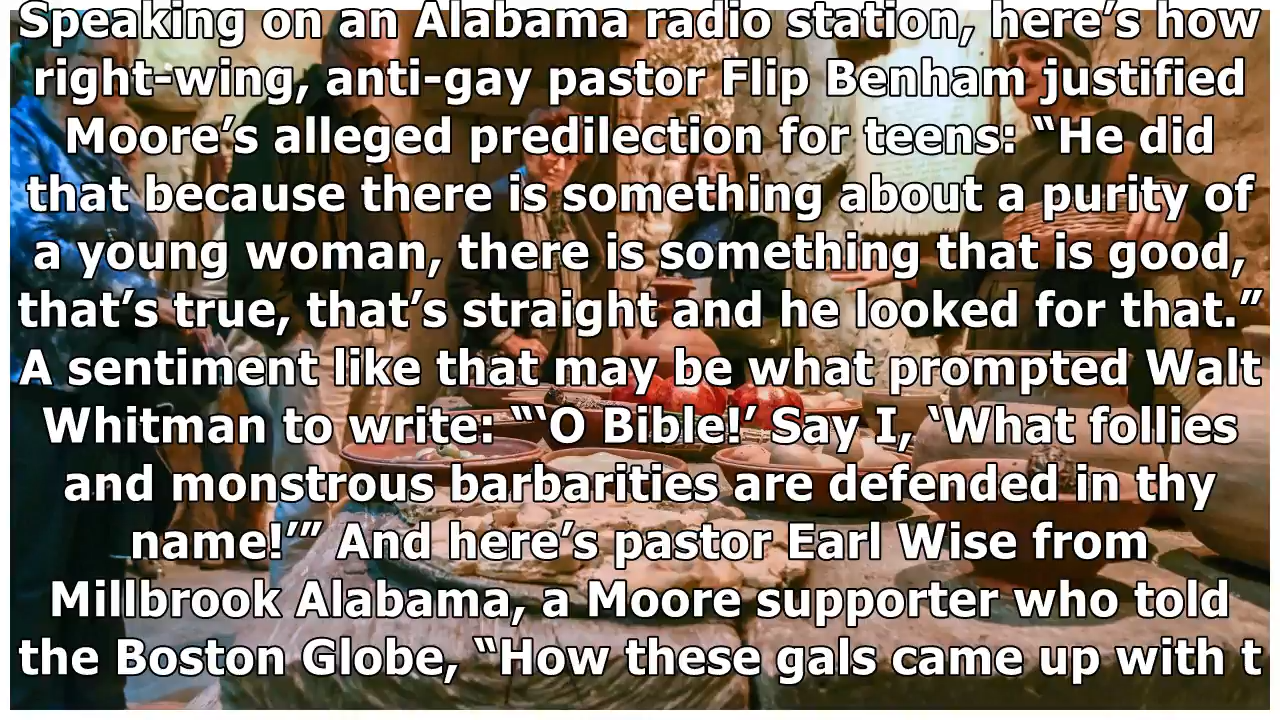 Speaking on an Alabama radio station, here’s how
right-wing, anti-gay pastor Flip Benham justified
Moore’s alleged predilection for teens: “He did
that because there is something about a purity of
a young woman, there is something that is good,
that’s true, that’s straight and he looked for that.”
A sentiment like that may be what prompted Walt
Whitman to write: “‘O Bible!’ Say I, ‘What follies
and monstrous barbarities are defended in thy
name!’” And here’s pastor Earl Wise from
Millbrook Alabama, a Moore supporter who told
the Boston Globe, “How these gals came up with t